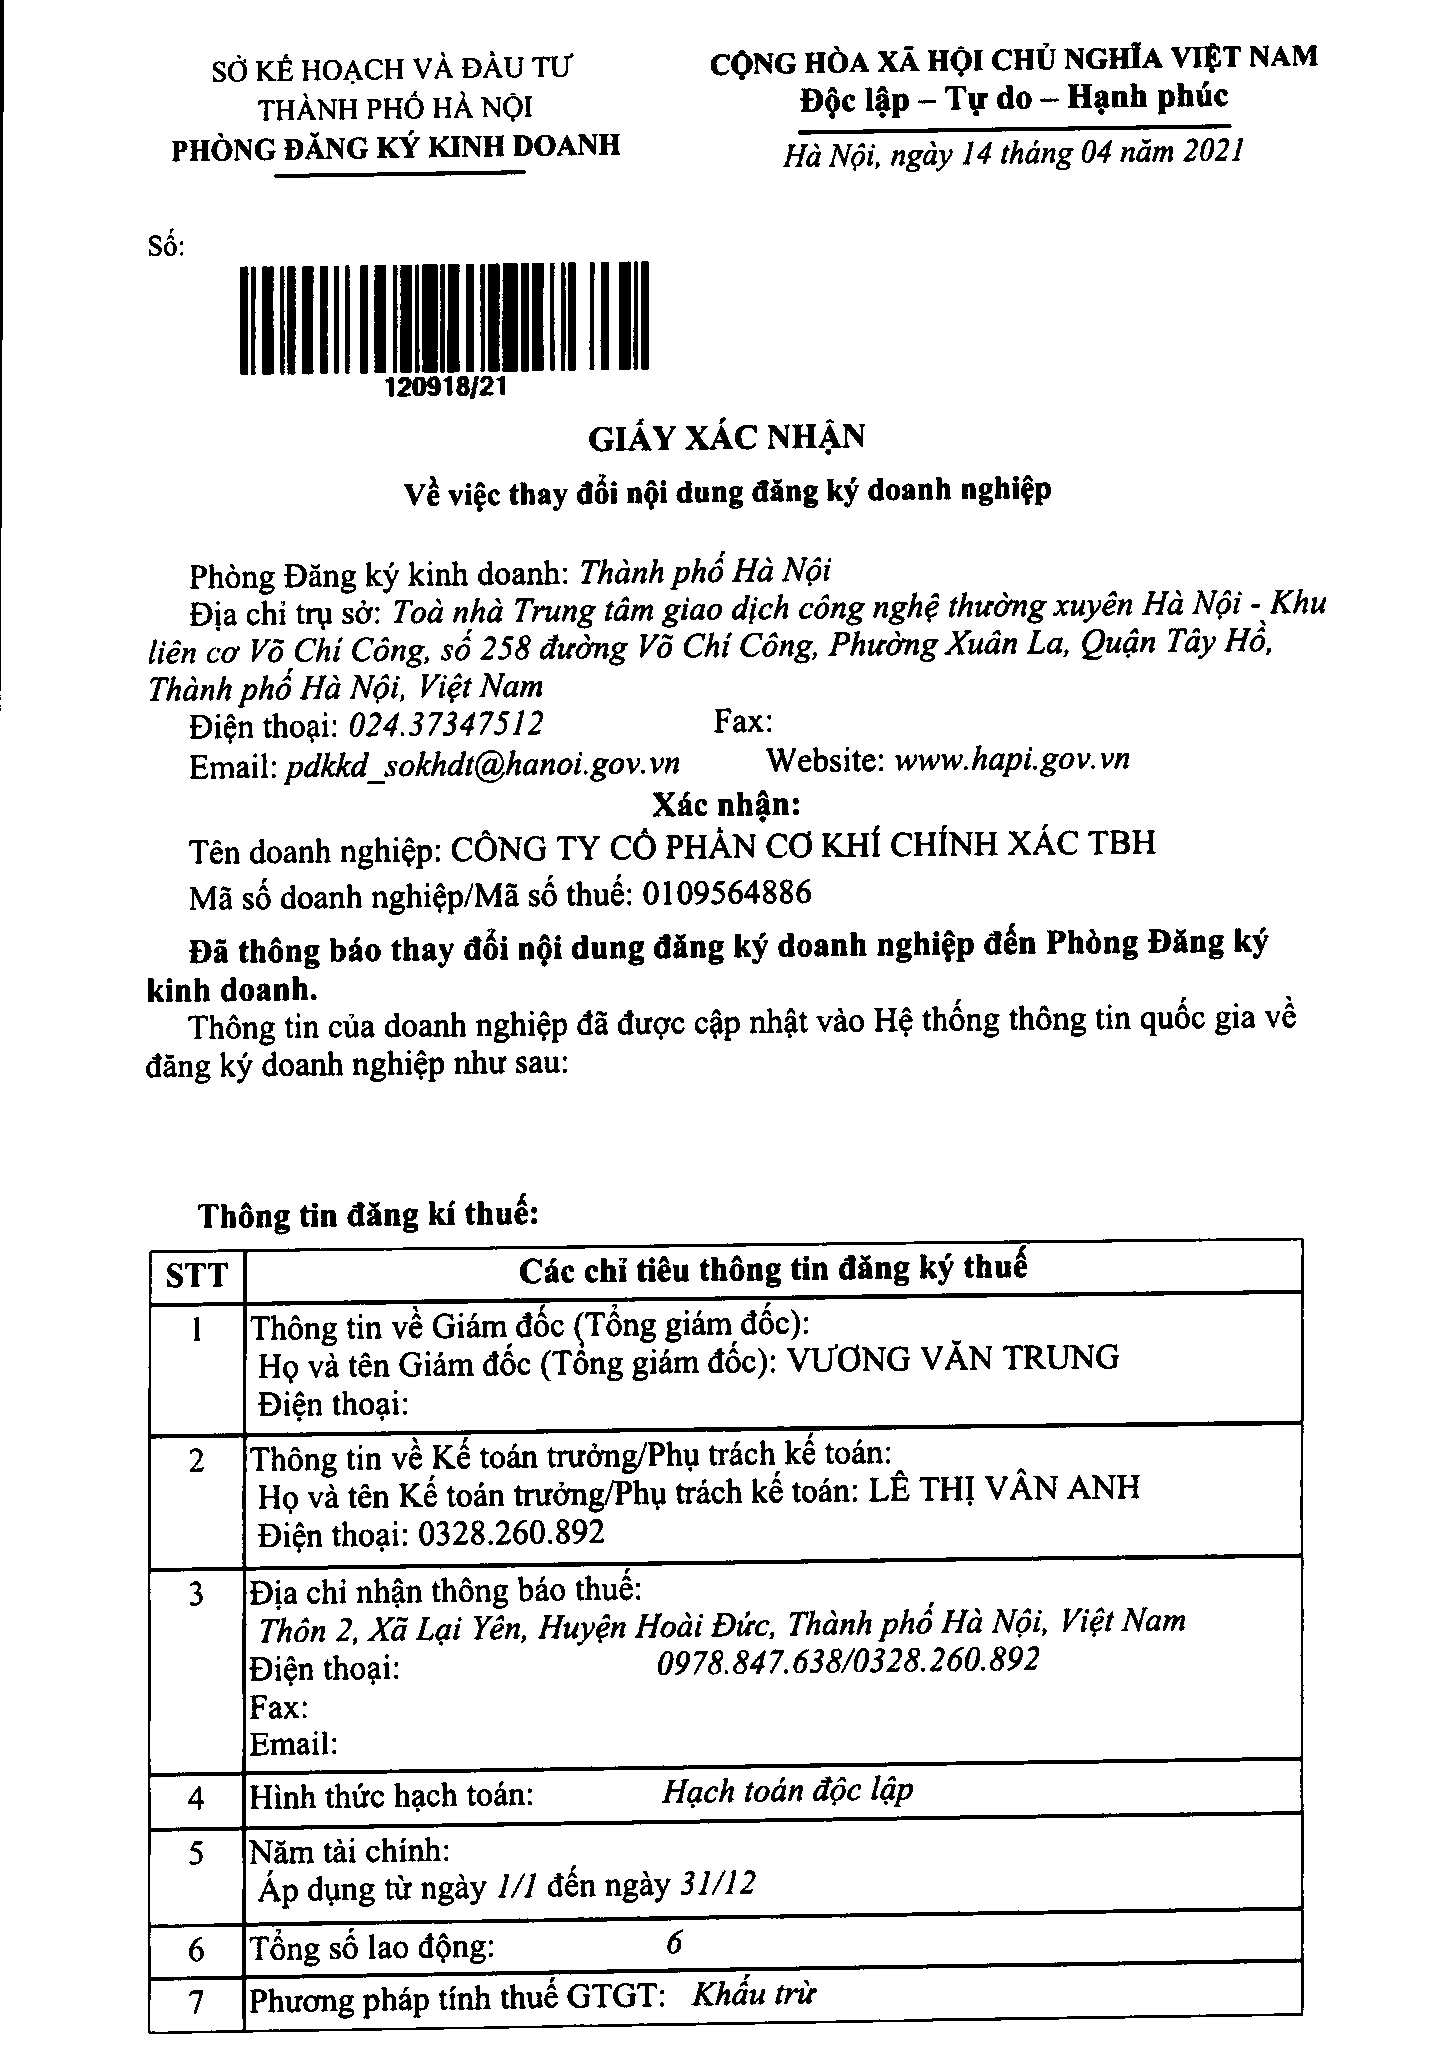 SỞ KẾ HOẠCH VÀ ĐẦU TƯ
THÀNH PHỐ HÀ NỘI
PHÒNG ĐĂNG KÝ KINH DOANH
CỘNG HÒA XÃ HỘI CHỦ NGHĨA VIỆT NAM
Độc lập – Tự do – Hạnh phúc
Hà Nội, ngày 14 tháng 04 năm 2021
Số:
120918/21
GIẤY XÁC NHẬN
Về việc thay đổi nội dung đăng ký doanh nghiệp
Phòng Đăng ký kinh doanh: Thành phố Hà Nội
Địa chỉ trụ sở: Toà nhà Trung tâm giao dịch công nghệ thường xuyên Hà Nội - Khu
liên cơ Võ Chí Công, số 258 đường Võ Chí Công, Phường Xuân La, Quận Tây Hồ,
Thành phố Hà Nội, Việt Nam
Điện thoại: 024.37347512 Fax:
Email: pdkkd_sokhdt@hanoi.gov.vn Website: www.hapi.gov.vn
Xác nhận:
Tên doanh nghiệp: CÔNG TY CỔ PHẦN CƠ KHÍ CHÍNH XÁC TBH
Mã số doanh nghiệp/Mã số thuế: 0109564886
Đã thông báo thay đổi nội dung đăng ký doanh nghiệp đến Phòng Đăng ký
kinh doanh.
Thông tin của doanh nghiệp đã được cập nhật vào Hệ thống thông tin quốc gia về
đăng ký doanh nghiệp như sau:
Thông tin đăng kí thuế:
STT Các chỉ tiêu thông tin đăng ký thuế
1 Thông tin về Giám đốc (Tổng giám đốc):
Họ và tên Giám đốc (Tổng giám đốc): VƯƠNG VĂN TRUNG
Điện thoại:
2 Thông tin về Kế toán trưởng/Phụ trách kế toán:
Họ và tên Kế toán trưởng/Phụ trách kế toán: LÊ THỊ VÂN ANH
Điện thoại: 0328.260.892
3 Địa chỉ nhận thông báo thuế:
Thôn 2, Xã Lại Yên, Huyện Hoài Đức, Thành phố Hà Nội, Việt Nam
Điện thoại: 0978.847.638/0328.260.892
Fax:
Email:
4 Hình thức hạch toán: Hạch toán độc lập
5 Năm tài chính:
Áp dụng từ ngày 1/1 đến ngày 31/12
6 Tổng số lao động: 6
7 Phương pháp tính thuế GTGT: Khấu trừ